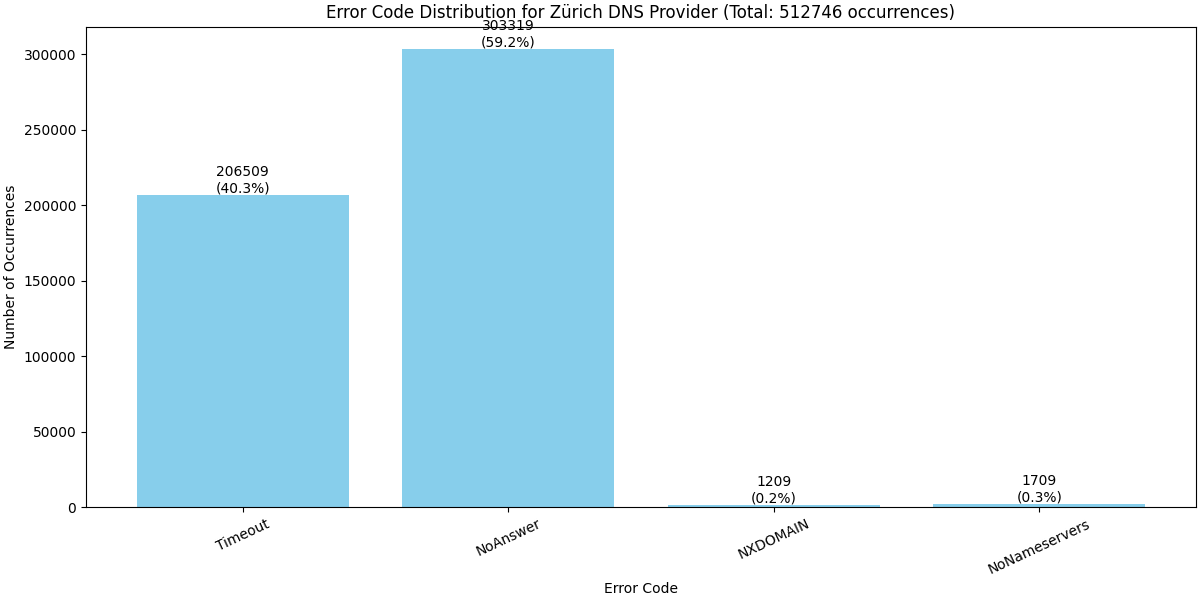 Error Code Distribution for Zürich DNS Provider (Total: 512746 occurrences)
303319
(59.2%)
206509
(40.3%)
1209
(0.2%)
1709
(0.3%)
300000
250000
200000
150000
100000
50000
0
Number of Occurrences
Timeout
NoAnswer
NXDOMAIN
NoNameservers
Error Code